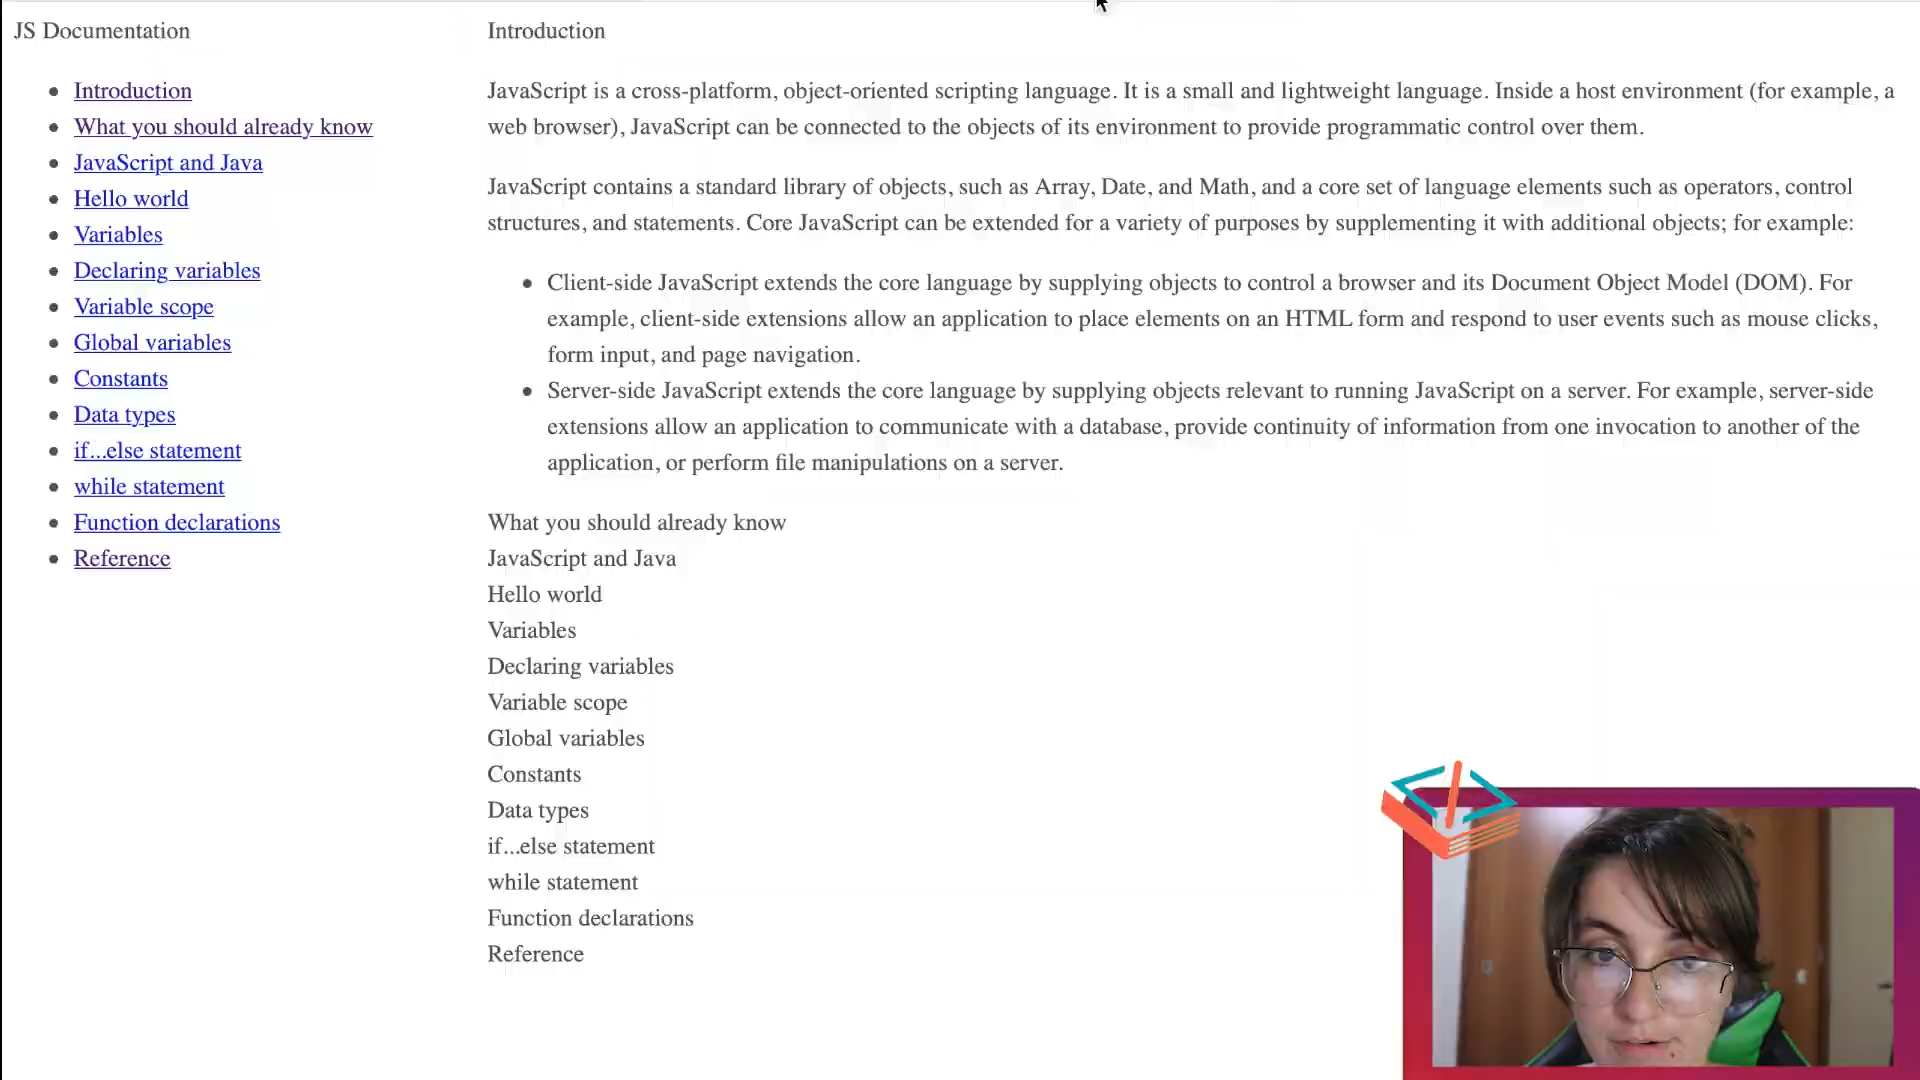 JS Documentation
Introduction
What you should already know
JavaScript and Java
Hello world
Variables
Declaring variables
Variable scope
Global variables
Constants
Data types
if...else statement
while statement
Function declarations
Reference
Introduction
JavaScript is a cross-platform, object-oriented scripting language. It is a small and lightweight language. Inside a host environment (for example, a
web browser), JavaScript can be connected to the objects of its environment to provide programmatic control over them.
JavaScript contains a standard library of objects, such as Array, Date, and Math, and a core set of language elements such as operators, control
structures, and statements. Core JavaScript can be extended for a variety of purposes by supplementing it with additional objects; for example:
Client-side JavaScript extends the core language by supplying objects to control a browser and its Document Object Model (DOM). For
example, client-side extensions allow an application to place elements on an HTML form and respond to user events such as mouse clicks,
form input, and page navigation.
Server-side JavaScript extends the core language by supplying objects relevant to running JavaScript on a server. For example, server-side
extensions allow an application to communicate with a database, provide continuity of information from one invocation to another of the
application, or perform file manipulations on a server.
What you should already know
JavaScript and Java
Hello world
Variables
Declaring variables
Variable scope
Global variables
Constants
Data types
if...else statement
while statement
Function declarations
Reference